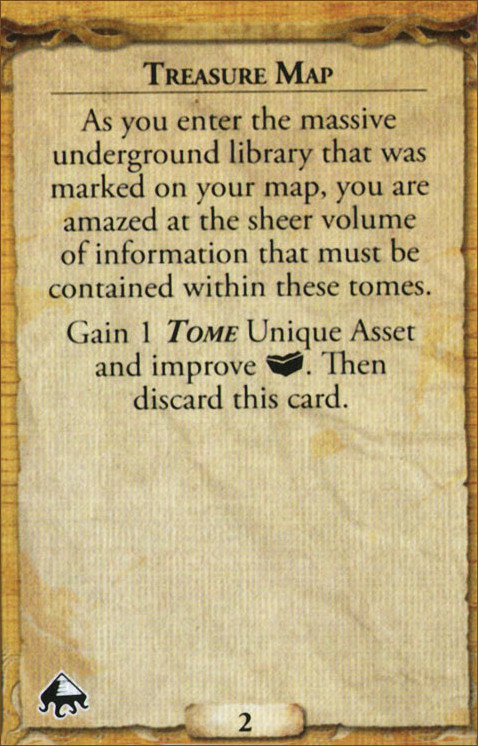 Treasure Map
As you enter the massive
underground library that was
marked on your map, you are
amazed at the sheer volume
of information that must be
contained within these tomes.
Gain 1 Tome Unique Asset
and improve . Then
discard this card.
2